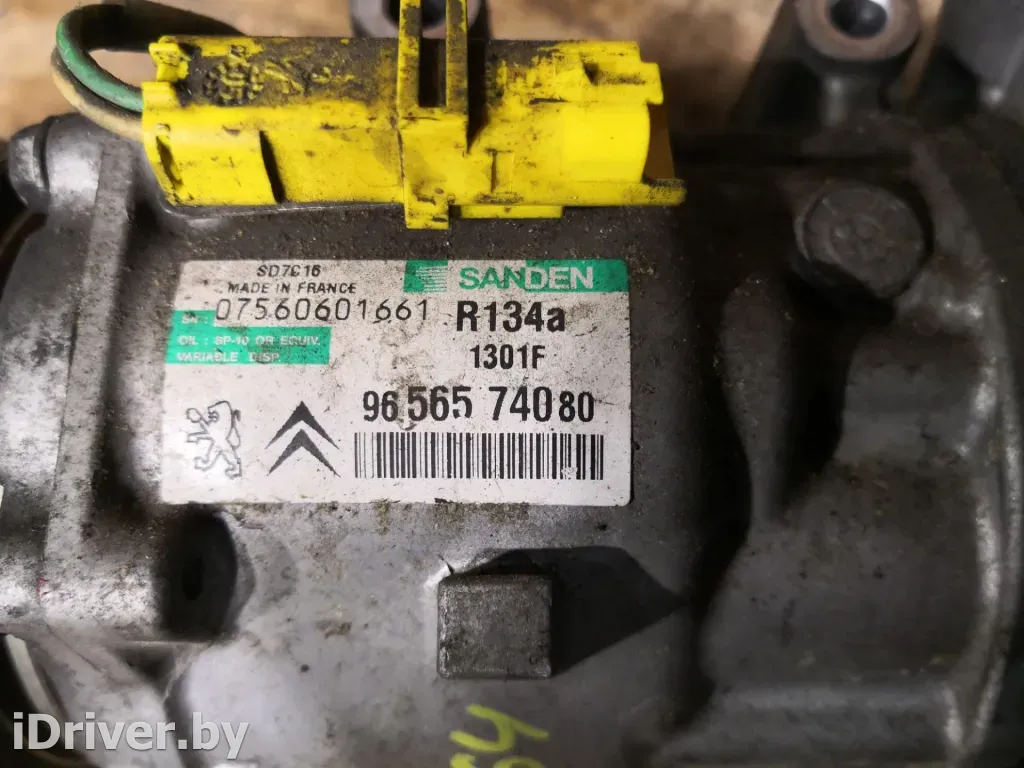 SD7C16
MADE IN FRANCE
SANDEN
SN: 07560601661
R134a
OIL : SP-10 OR EQUIV.
VARIABLE DISP.
1301F
96 565 740 80
iDriver.by